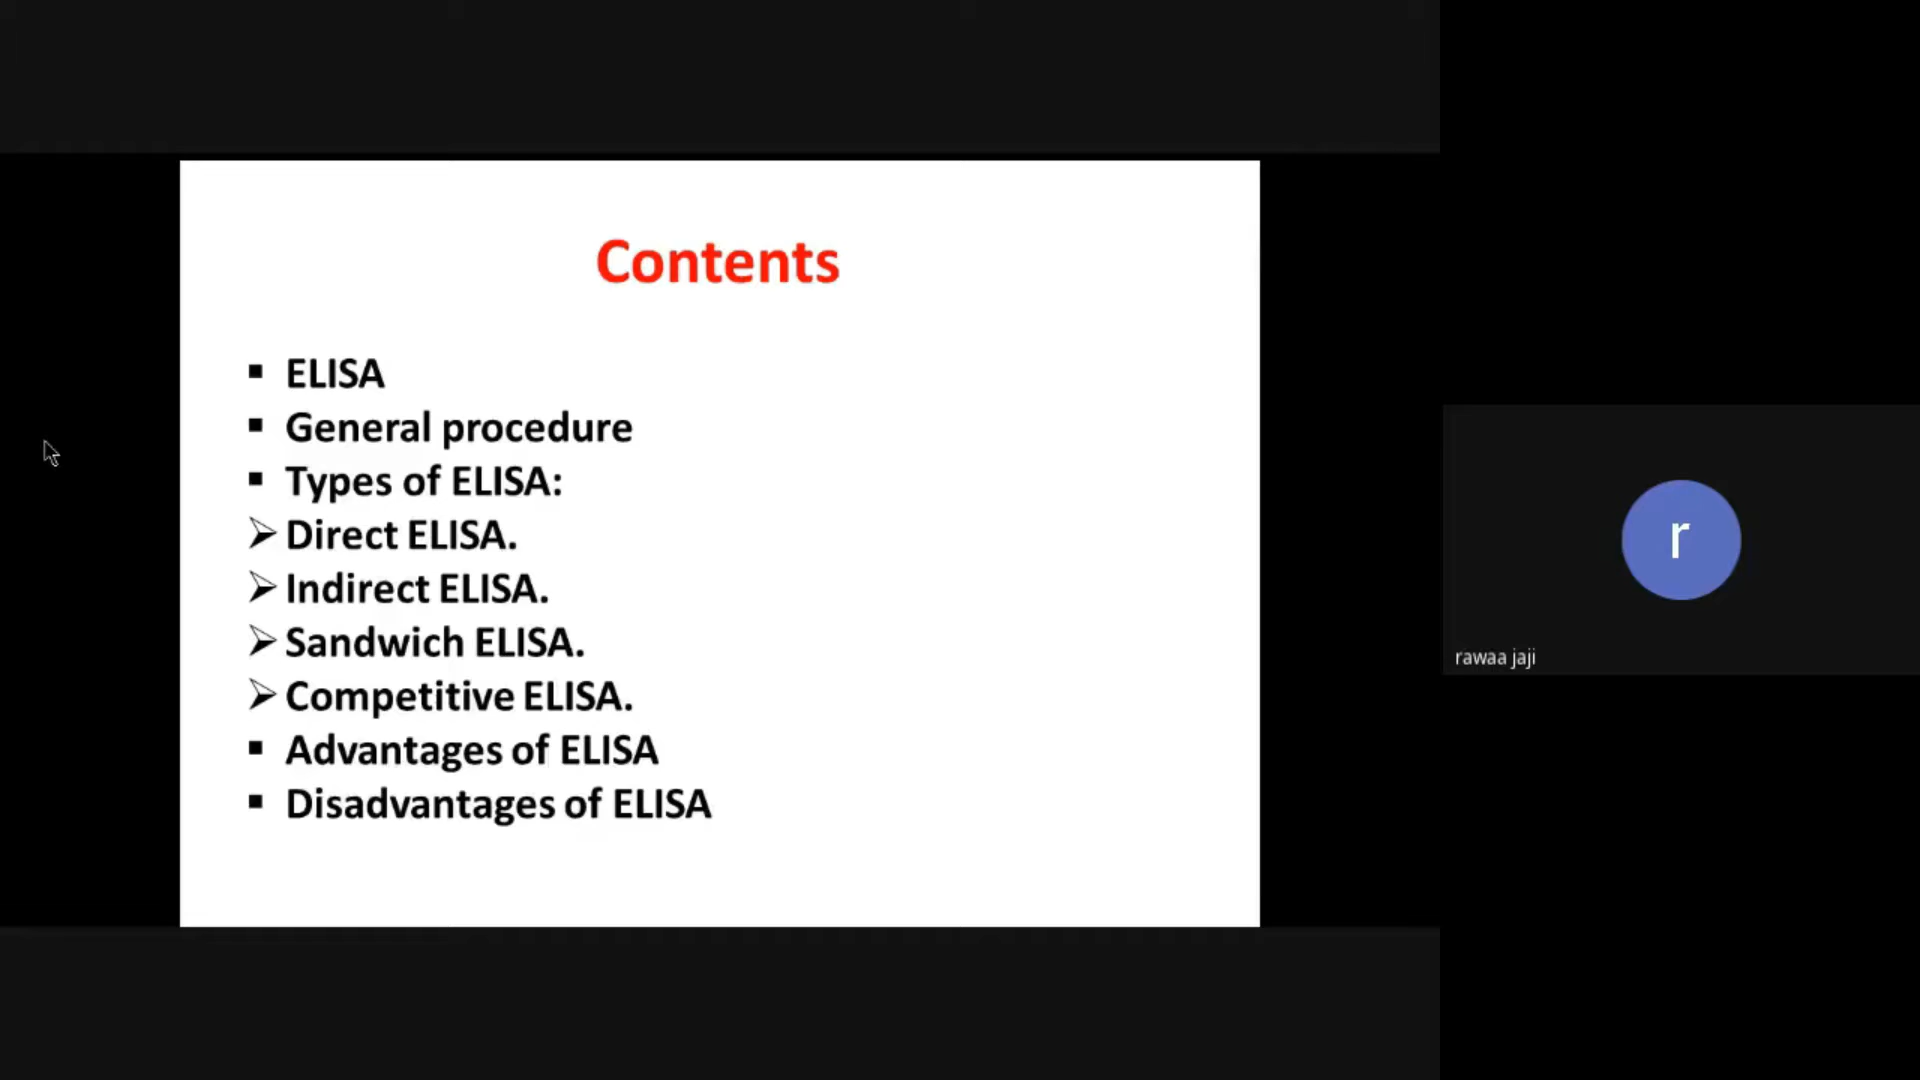 Contents
▪ ELISA
▪ General procedure
▪ Types of ELISA:
➢ Direct ELISA.
➢ Indirect ELISA.
➢ Sandwich ELISA.
➢ Competitive ELISA.
▪ Advantages of ELISA
▪ Disadvantages of ELISA
r
rawaa jaji